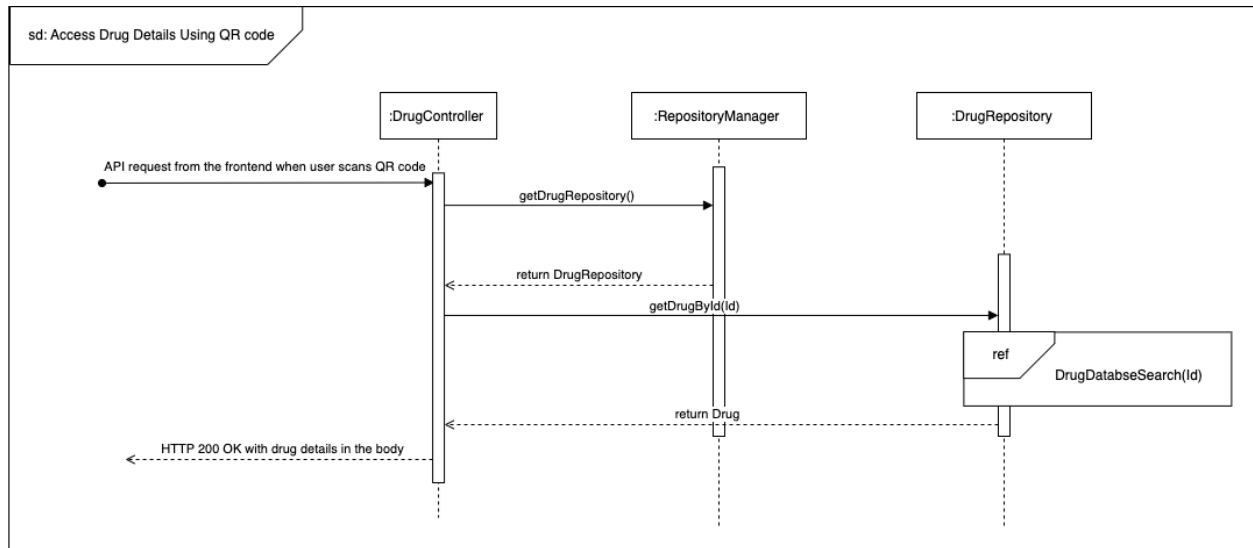 sd: Access Drug Details Using QR code
:DrugController
:RepositoryManager
:DrugRepository
API request from the frontend when user scans QR code
getDrugRepository()
return DrugRepository
getDrugById(Id)
ref
DrugDatabseSearch(Id)
return Drug
HTTP 200 OK with drug details in the body